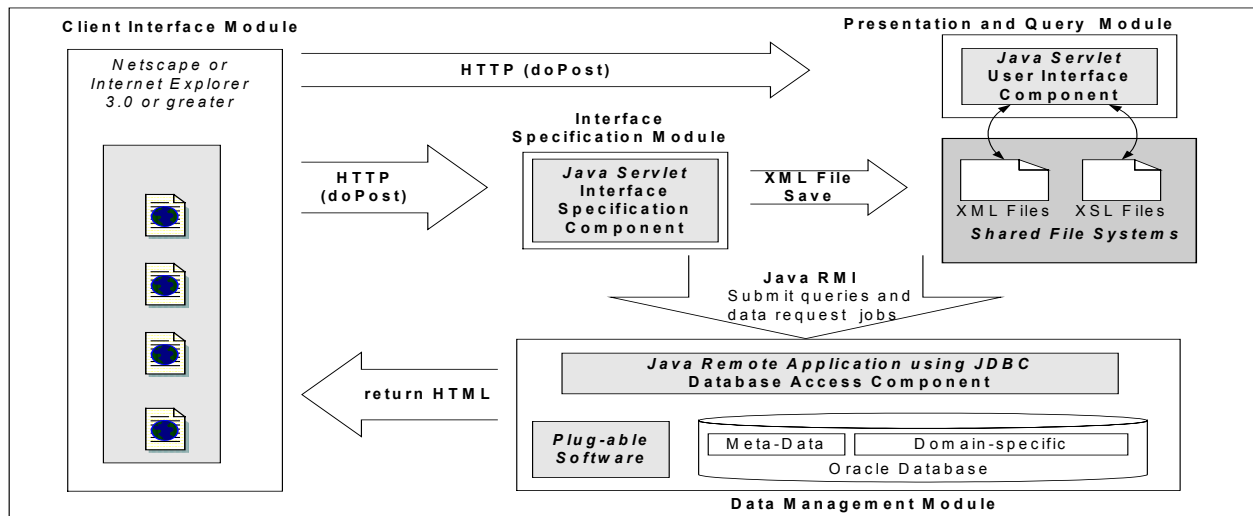 Client Interface Module
Netscape or
Internet Explorer
3.0 or greater
HTTP (doPost)
Presentation and Query Module
Java Servlet
User Interface
Component
HTTP
(doPost)
Interface
Specification Module
Java Servlet
Interface
Specification
Component
XML File
Save
XML Files
XSL Files
Shared File Systems
Java RMI
Submit queries and
data request jobs
return HTML
Java Remote Application using JDBC
Database Access Component
Plug-able
Software
Meta-Data
Domain-specific
Oracle Database
Data Management Module